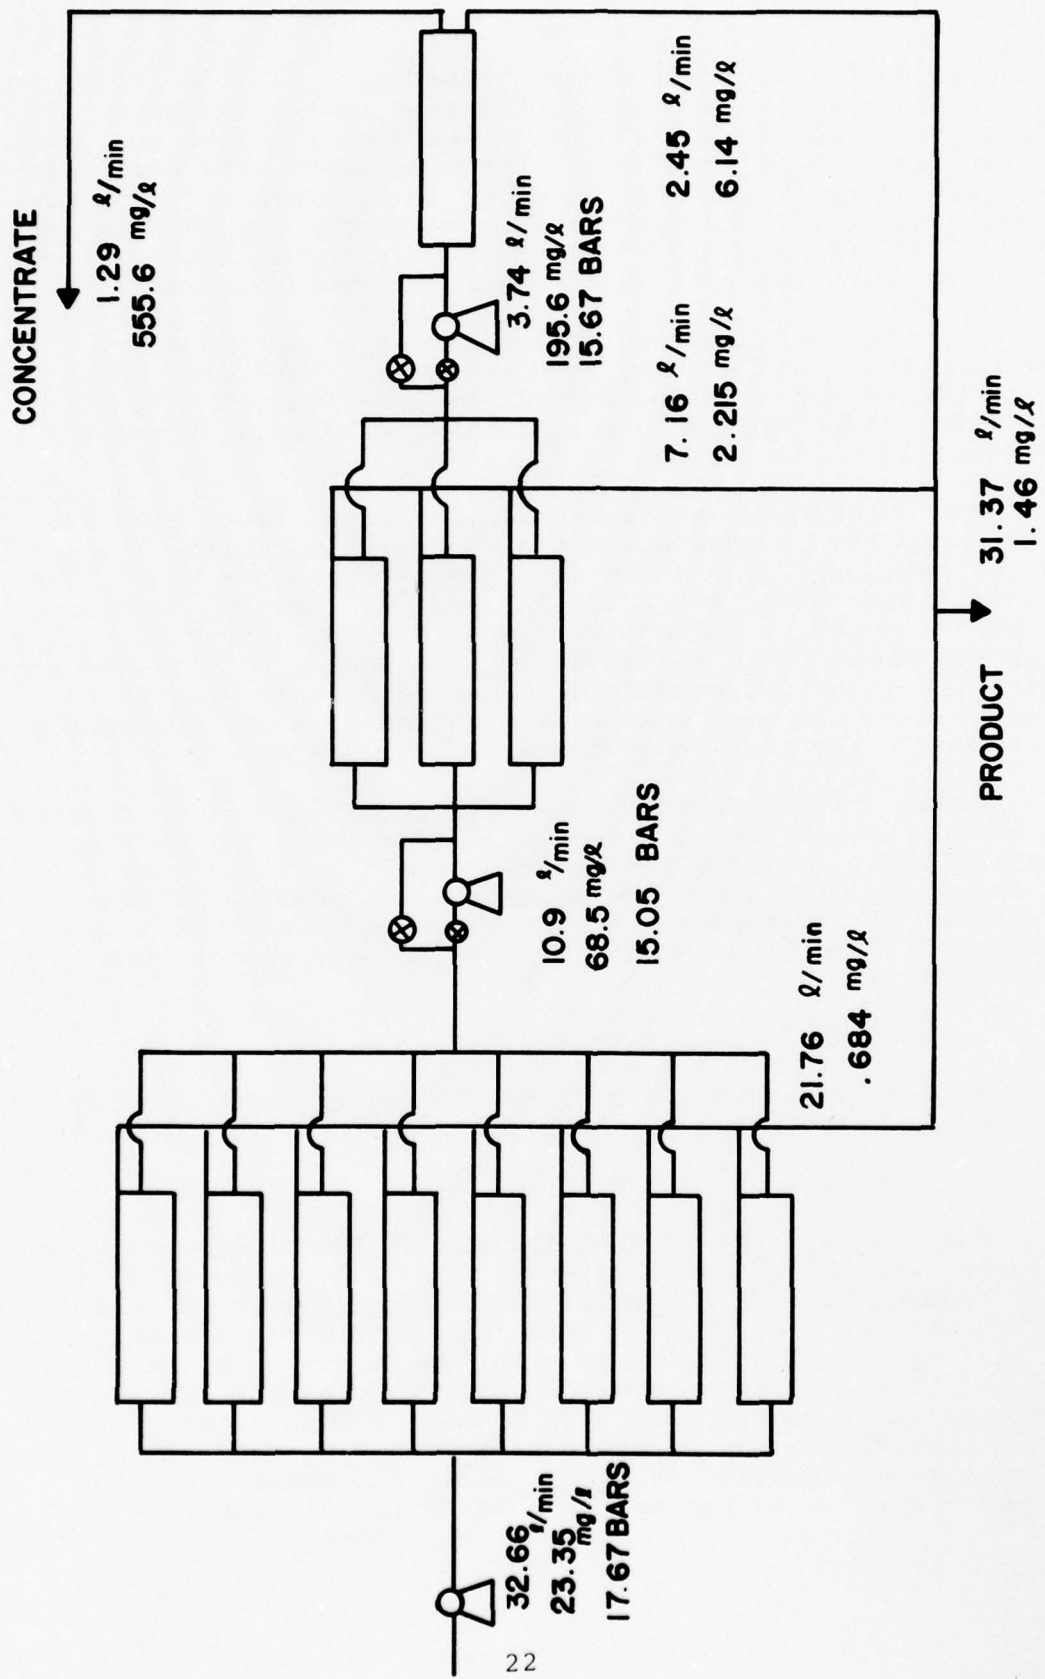 CONCENTRATE
1.29 ℓ/min
555.6 mg/ℓ
3.74 ℓ/min
195.6 mg/ℓ
15.67 BARS
2.45 ℓ/min
6.14 mg/ℓ
7.16 ℓ/min
2.215 mg/ℓ
10.9 ℓ/min
68.5 mg/ℓ
15.05 BARS
21.76 ℓ/min
.684 mg/ℓ
32.66 ℓ/min
23.35 mg/ℓ
17.67 BARS
PRODUCT 31.37 ℓ/min
1.46 mg/ℓ
22